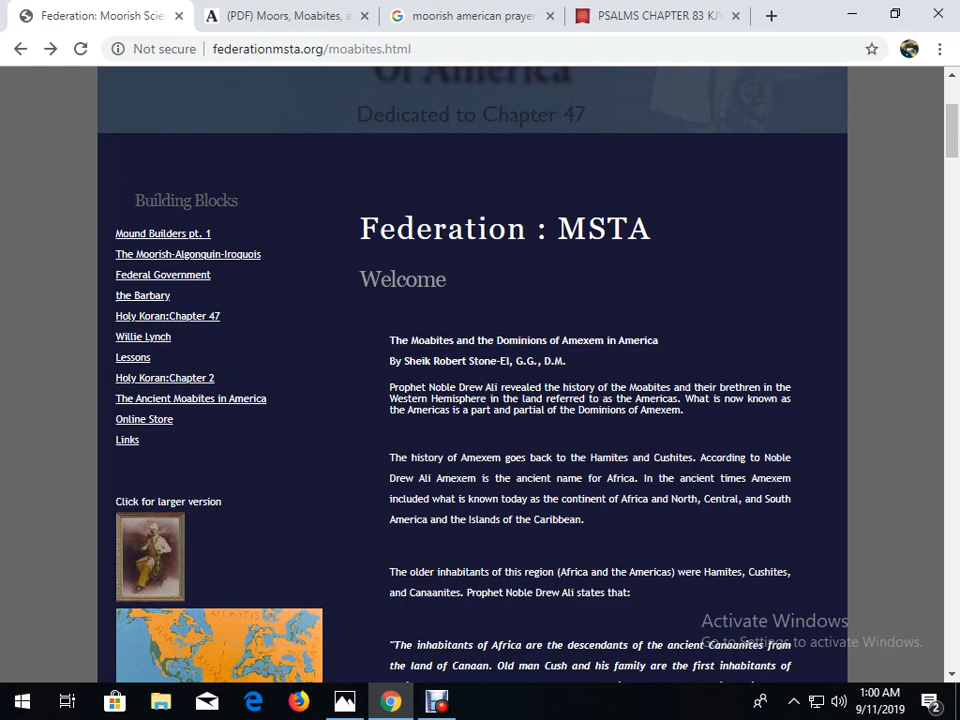 Federation: Moorish Scie
(PDF) Moors, Moabites, a
moorish american prayer
PSALMS CHAPTER 83 KJV
Not secure | federationmsta.org/moabites.html
Of America
Dedicated to Chapter 47
Building Blocks
Mound Builders pt. 1
The Moorish-Algonquin-Iroquois
Federal Government
the Barbary
Holy Koran:Chapter 47
Willie Lynch
Lessons
Holy Koran:Chapter 2
The Ancient Moabites in America
Online Store
Links
Click for larger version
ATLANTIS
Federation : MSTA
Welcome
The Moabites and the Dominions of Amexem in America
By Sheik Robert Stone-El, G.G., D.M.
Prophet Noble Drew Ali revealed the history of the Moabites and their brethren in the
Western Hemisphere in the land referred to as the Americas. What is now known as
the Americas is a part and partial of the Dominions of Amexem.
The history of Amexem goes back to the Hamites and Cushites. According to Noble
Drew Ali Amexem is the ancient name for Africa. In the ancient times Amexem
included what is known today as the continent of Africa and North, Central, and South
America and the Islands of the Caribbean.
The older inhabitants of this region (Africa and the Americas) were Hamites, Cushites,
and Canaanites. Prophet Noble Drew Ali states that:
"The inhabitants of Africa are the descendants of the ancient Canaanites from
the land of Canaan. Old man Cush and his family are the first inhabitants of
Activate Windows
Go to Settings to activate Windows.
1:00 AM
9/11/2019
2